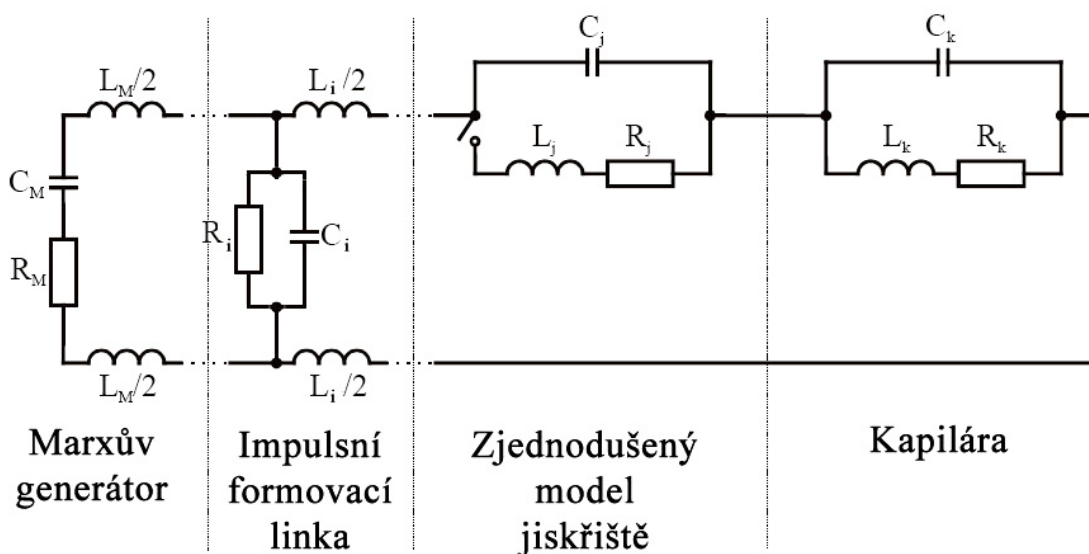 C_j
C_k
L_M/2
L_i/2
L_j
R_j
L_k
R_k
C_M
R_i
C_i
R_M
L_M/2
L_i/2
Marxův
generátor
Impulsní
formovací
linka
Zjednodušený
model
jiskřiště
Kapilára